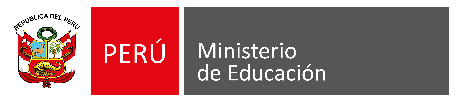 REPÚBLICA DEL PERÚ
PERÚ
Ministerio
de Educación